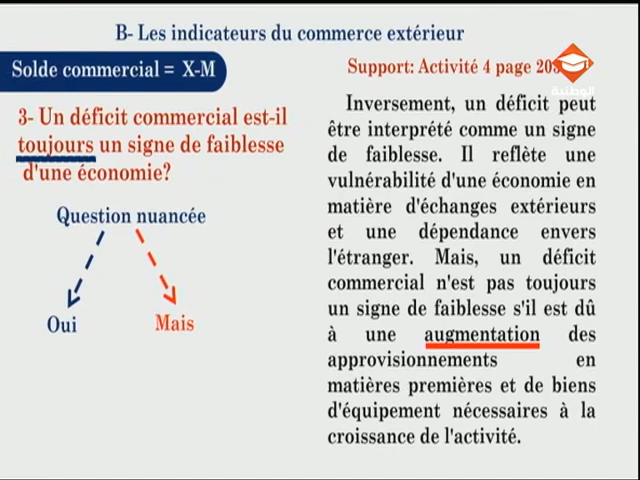 B- Les indicateurs du commerce extérieur
Solde commercial = X-M
Support: Activité 4 page
الوطنية
3- Un déficit commercial est-il
toujours un signe de faiblesse
d'une économie?
Question nuancée
Oui
Mais
Inversement, un déficit peut
être interprété comme un signe
de faiblesse. Il reflète une
vulnérabilité d'une économie en
matière d'échanges extérieurs
et une dépendance envers
l'étranger. Mais, un déficit
commercial n'est pas toujours
un signe de faiblesse s'il est dû
à une augmentation des
approvisionnements en
matières premières et de biens
d'équipement nécessaires à la
croissance de l'activité.